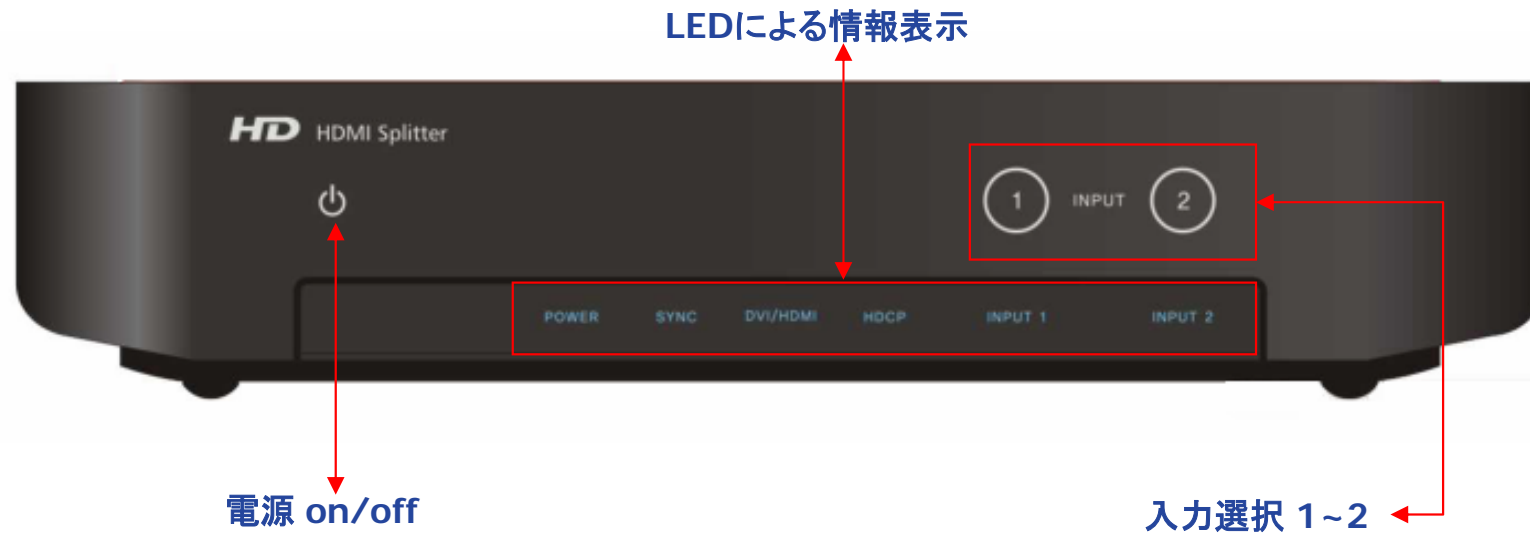 LEDによる情報表示
HD HDMI Splitter
1 INPUT 2
POWER SYNC DVI/HDMI HDCP INPUT 1 INPUT 2
電源 on/off
入力選択 1~2